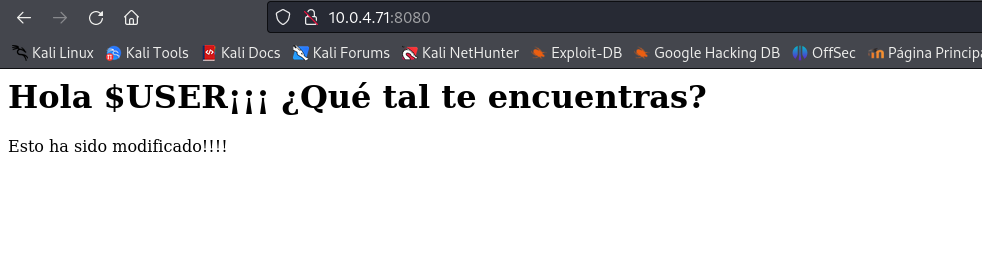 10.0.4.71:8080
Kali Linux Kali Tools Kali Docs Kali Forums Kali NetHunter Exploit-DB Google Hacking DB OffSec Página Principa
Hola $USER¡¡¡ ¿Qué tal te encuentras?
Esto ha sido modificado!!!!